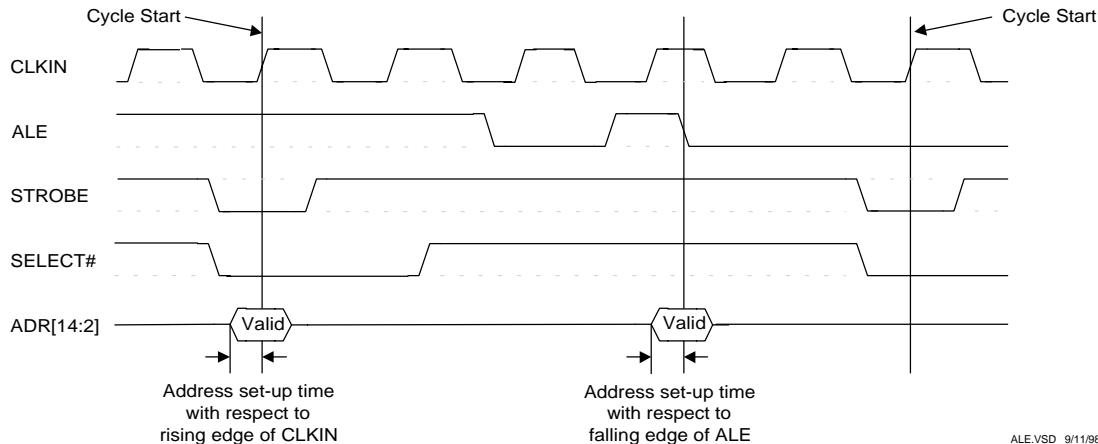 Cycle Start
Cycle Start
CLKIN
ALE
STROBE
SELECT#
ADR[14:2]
Valid
Valid
Address set-up time
with respect to
rising edge of CLKIN
Address set-up time
with respect to
falling edge of ALE
ALE.VSD 9/11/98